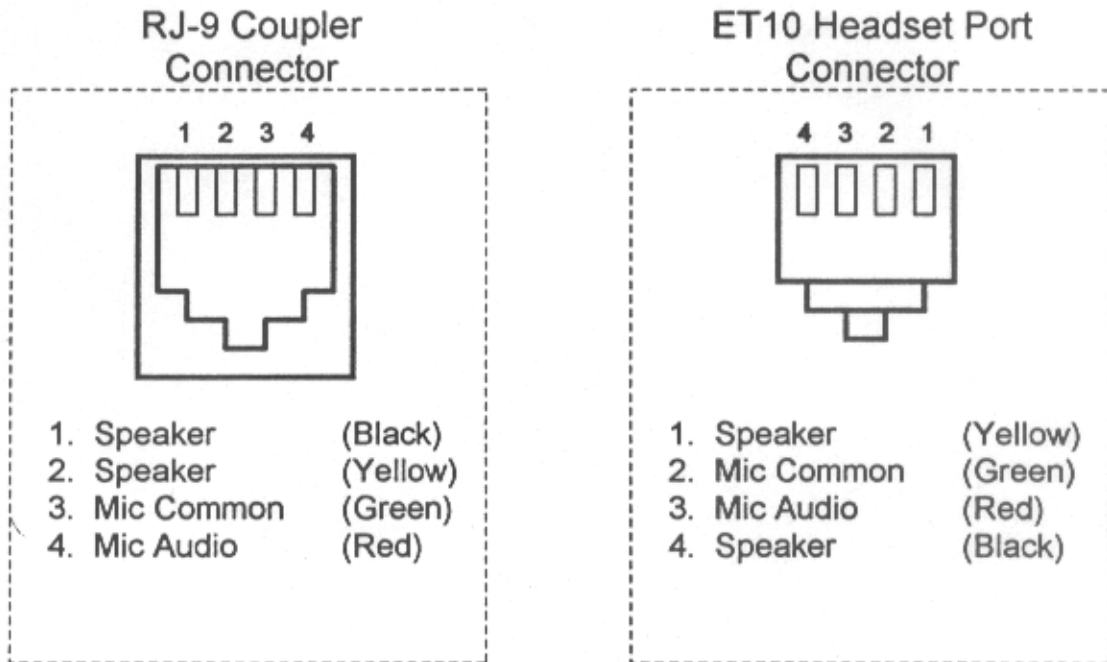 RJ-9 Coupler
Connector
1 2 3 4
1. Speaker (Black)
2. Speaker (Yellow)
3. Mic Common (Green)
4. Mic Audio (Red)
ET10 Headset Port
Connector
4 3 2 1
1. Speaker (Yellow)
2. Mic Common (Green)
3. Mic Audio (Red)
4. Speaker (Black)